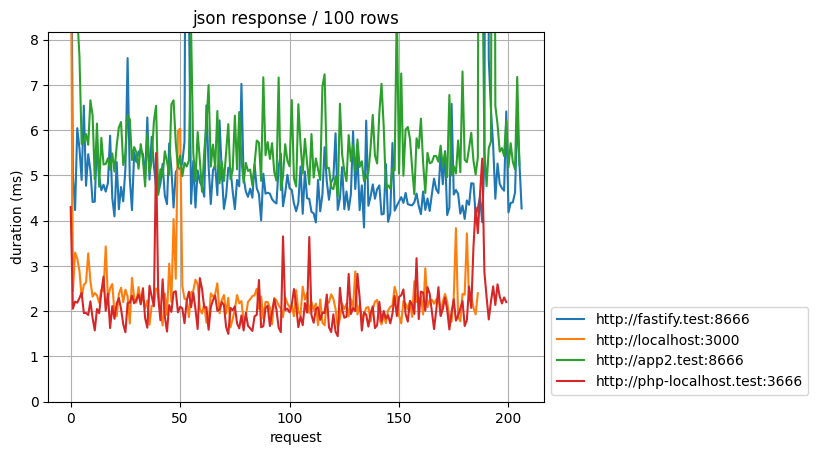 json response / 100 rows
duration (ms)
8
7
6
5
4
3
2
1
0
0 50 100 150 200
request
http://fastify.test:8666
http://localhost:3000
http://app2.test:8666
http://php-localhost.test:3666